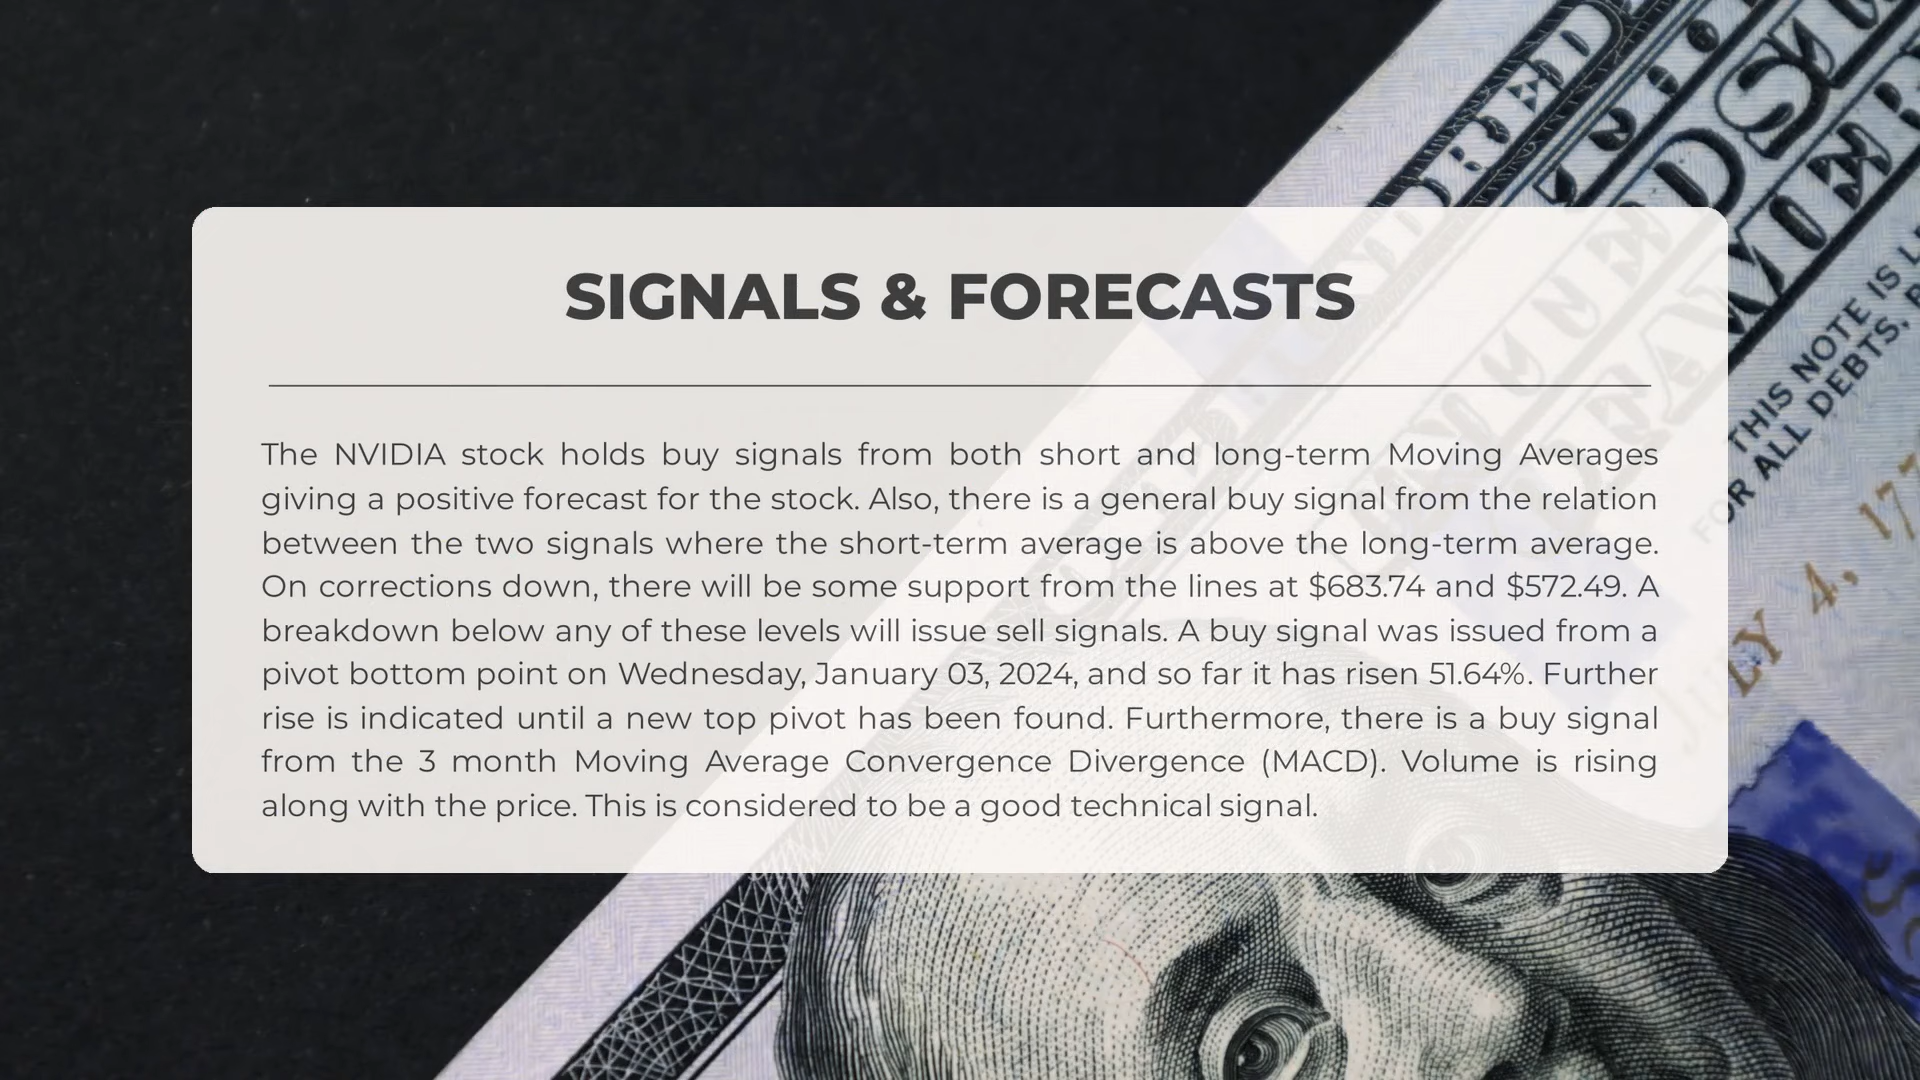 SIGNALS & FORECASTS
The NVIDIA stock holds buy signals from both short and long-term Moving Averages
giving a positive forecast for the stock. Also, there is a general buy signal from the relation
between the two signals where the short-term average is above the long-term average.
On corrections down, there will be some support from the lines at $683.74 and $572.49. A
breakdown below any of these levels will issue sell signals. A buy signal was issued from a
pivot bottom point on Wednesday, January 03, 2024, and so far it has risen 51.64%. Further
rise is indicated until a new top pivot has been found. Furthermore, there is a buy signal
from the 3 month Moving Average Convergence Divergence (MACD). Volume is rising
along with the price. This is considered to be a good technical signal.
THIS NOTE IS
FOR ALL DEBTS,
JULY 4,